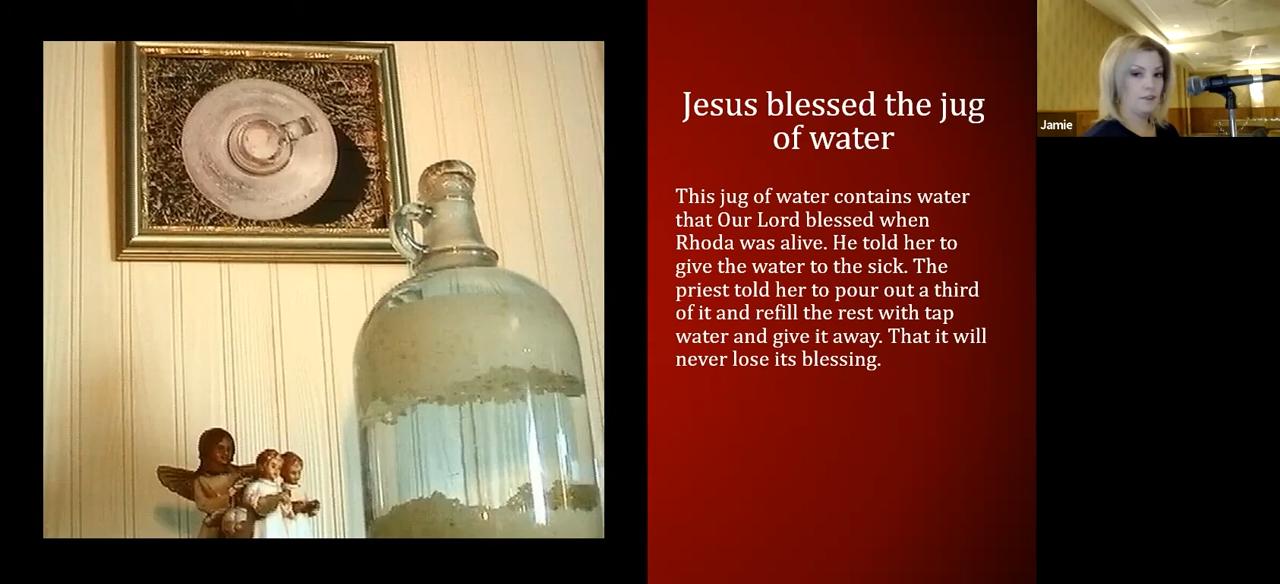 Jesus blessed the jug
of water
This jug of water contains water
that Our Lord blessed when
Rhoda was alive. He told her to
give the water to the sick. The
priest told her to pour out a third
of it and refill the rest with tap
water and give it away. That it will
never lose its blessing.
Jamie